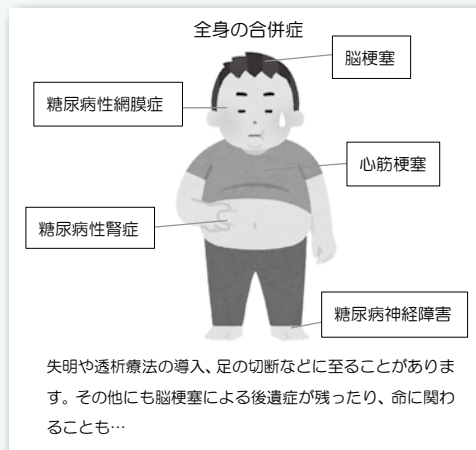 全身の合併症
脳梗塞
糖尿病性網膜症
心筋梗塞
糖尿病性腎症
糖尿病神経障害
失明や透析療法の導入、足の切断などに至ることがありま
す。その他にも脳梗塞による後遺症が残ったり、命に関わ
ることも…